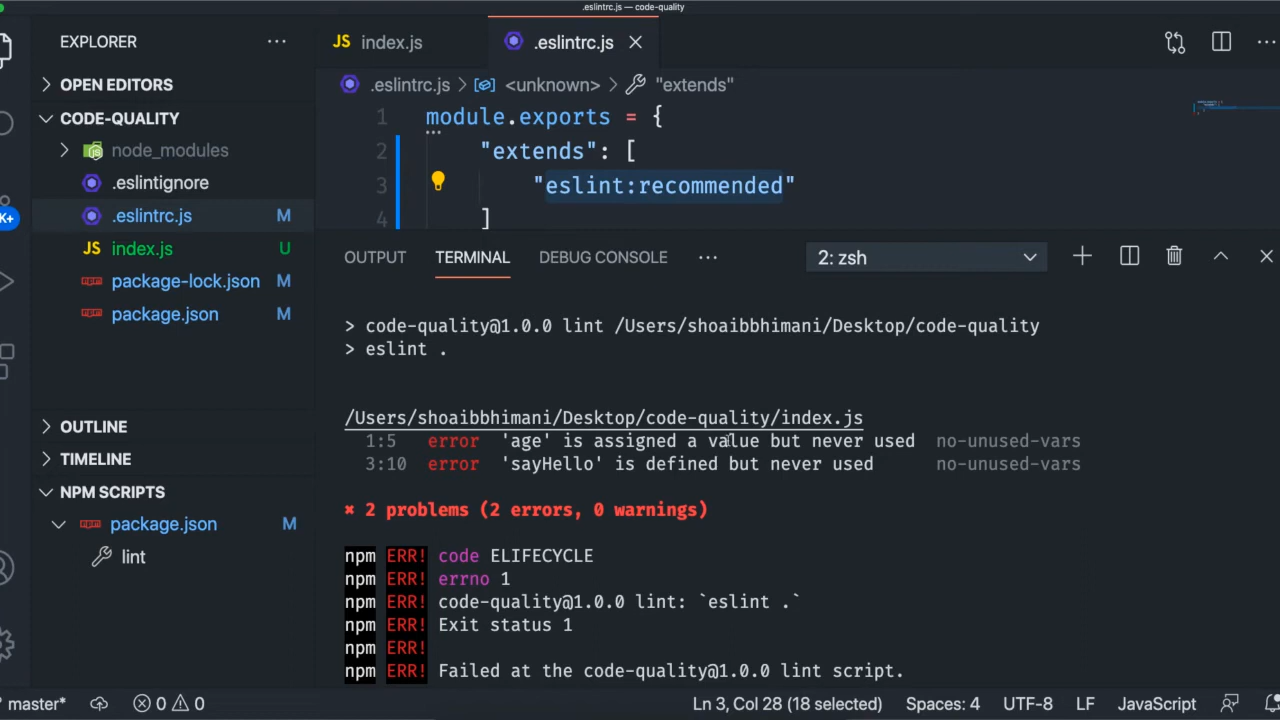 .eslintrc.js — code-quality
EXPLORER
JS index.js
.eslintrc.js
OPEN EDITORS
.eslintrc.js > <unknown> > "extends"
CODE-QUALITY
node_modules
.eslintignore
.eslintrc.js M
JS index.js U
package-lock.json M
package.json M
K+
1 module.exports = {
2 "extends": [
3 "eslint:recommended"
4 ]
OUTPUT TERMINAL DEBUG CONSOLE ··· 2: zsh
> code-quality@1.0.0 lint /Users/shoaibbhimani/Desktop/code-quality
> eslint .
/Users/shoaibbhimani/Desktop/code-quality/index.js
1:5 error 'age' is assigned a value but never used no-unused-vars
3:10 error 'sayHello' is defined but never used no-unused-vars
✖ 2 problems (2 errors, 0 warnings)
npm ERR! code ELIFECYCLE
npm ERR! errno 1
npm ERR! code-quality@1.0.0 lint: `eslint .`
npm ERR! Exit status 1
npm ERR!
npm ERR! Failed at the code-quality@1.0.0 lint script.
OUTLINE
TIMELINE
NPM SCRIPTS
package.json M
lint
master* 0 0 Ln 3, Col 28 (18 selected) Spaces: 4 UTF-8 LF JavaScript